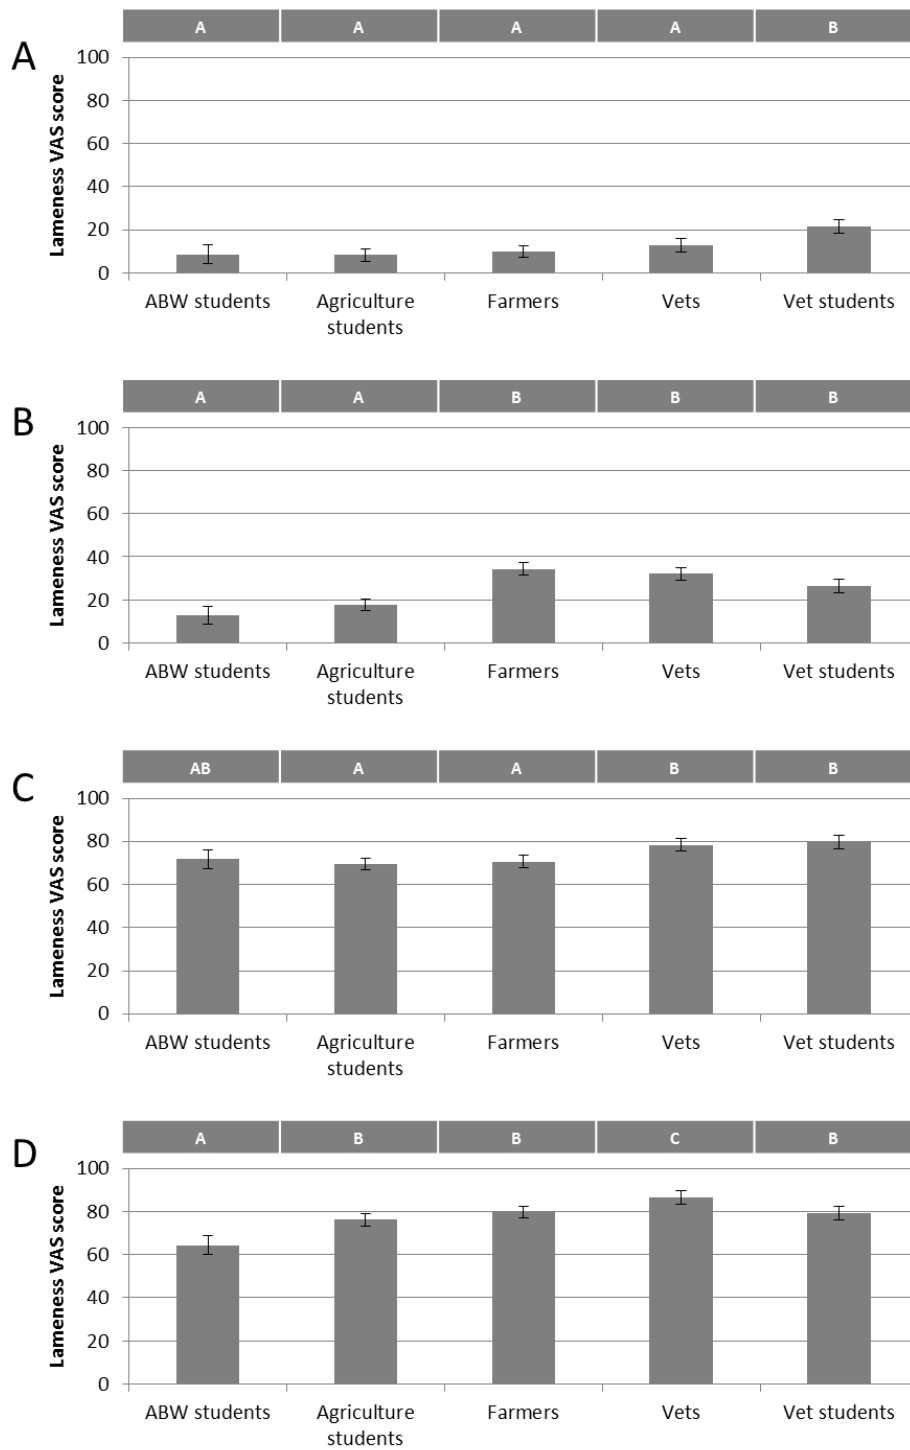 A A A A B
A
Lameness VAS score
100
80
60
40
20
0
ABW students Agriculture students Farmers Vets Vet students
A A B B B
B
Lameness VAS score
100
80
60
40
20
0
ABW students Agriculture students Farmers Vets Vet students
AB A A B B
C
Lameness VAS score
100
80
60
40
20
0
ABW students Agriculture students Farmers Vets Vet students
A B B C B
D
Lameness VAS score
100
80
60
40
20
0
ABW students Agriculture students Farmers Vets Vet students